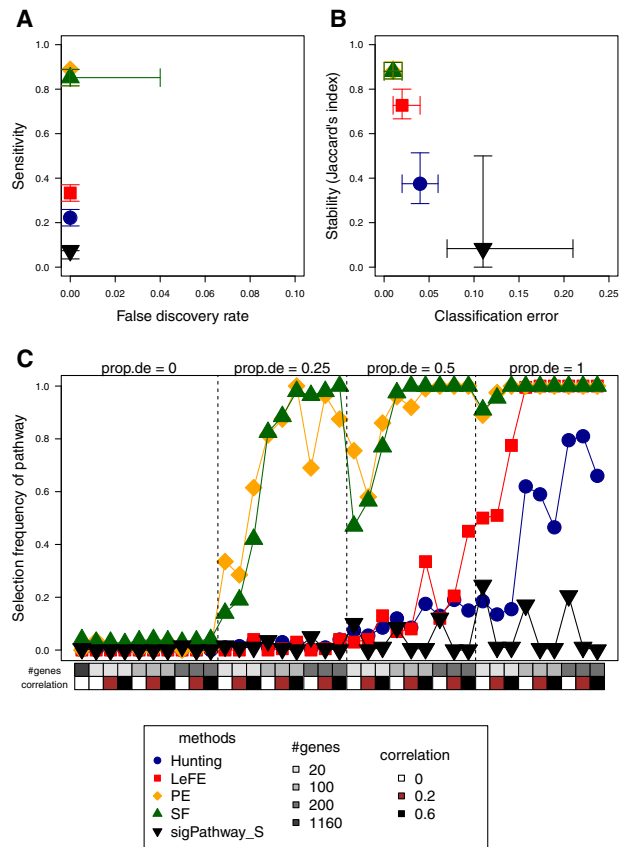 A
1.0
0.8
0.6
0.4
0.2
0.0
Sensitivity
0.00 0.02 0.04 0.06 0.08 0.10
False discovery rate
B
1.0
0.8
0.6
0.4
0.2
0.0
Stability (Jaccard's index)
0.00 0.05 0.10 0.15 0.20 0.25
Classification error
C
prop.de = 0 prop.de = 0.25 prop.de = 0.5 prop.de = 1
1.0
0.8
0.6
0.4
0.2
0.0
Selection frequency of pathway
#genes
correlation
methods
Hunting
LeFE
PE
SF
sigPathway_S
#genes
20
100
200
1160
correlation
0
0.2
0.6